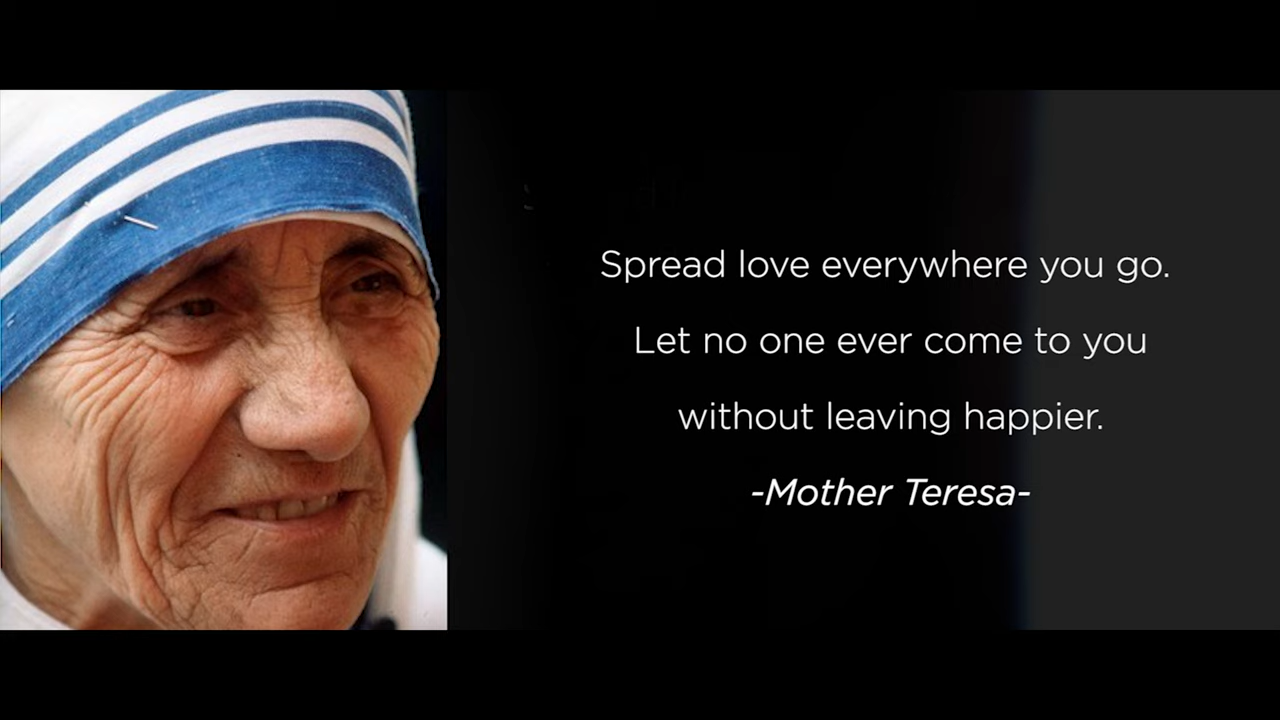 Spread love everywhere you go.
Let no one ever come to you
without leaving happier.
-Mother Teresa-